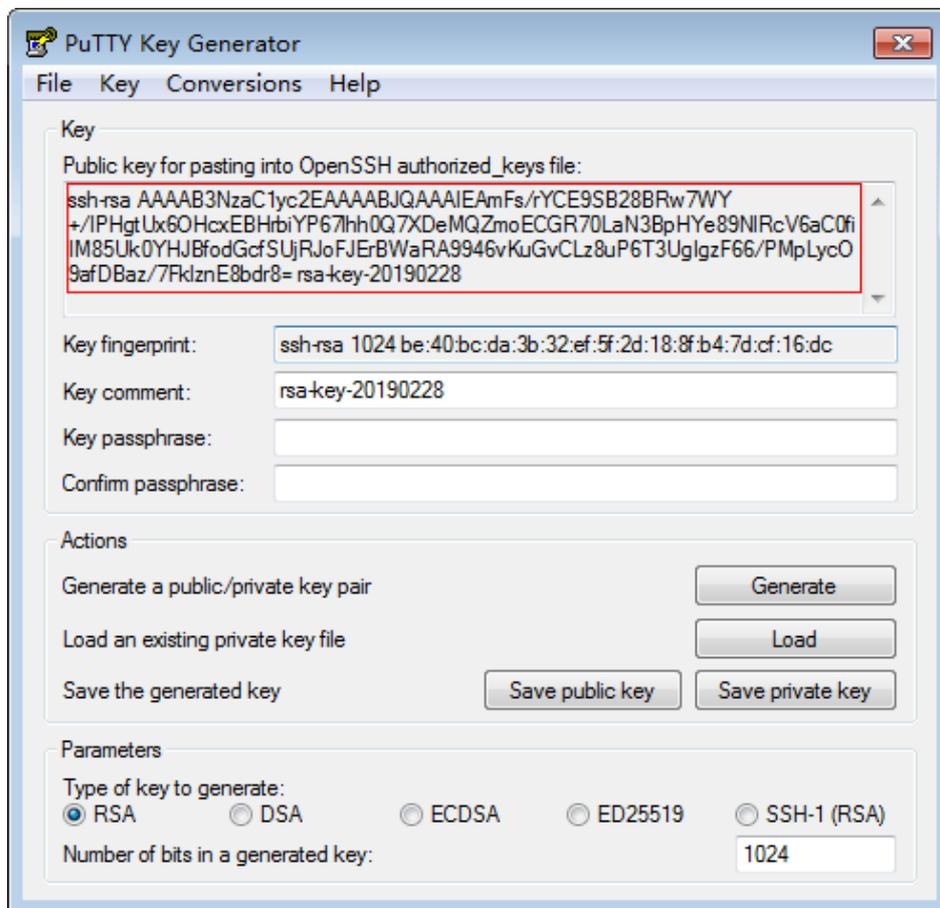 PuTTY Key Generator
File Key Conversions Help
Key
Public key for pasting into OpenSSH authorized_keys file:
ssh-rsa AAAAB3NzaC1yc2EAAAABJQAAAIEAmFs/rYCE9SB28BRw7WY
+/IPHgtUx6OHcxEBHrbiYP67lhh0Q7XDeMQZmoECGR70LaN3BpHYe89NIRcV6aC0fi
IM85Uk0YHJBfodGcfSUjRJoFJErBWaRA9946vKuGvCLz8uP6T3UgIgzF66/PMpLycO
9afDBaz/7FklznE8bdr8= rsa-key-20190228
Key fingerprint: ssh-rsa 1024 be:40:bc:da:3b:32:ef:5f:2d:18:8f:b4:7d:cf:16:dc
Key comment: rsa-key-20190228
Key passphrase:
Confirm passphrase:
Actions
Generate a public/private key pair Generate
Load an existing private key file Load
Save the generated key Save public key Save private key
Parameters
Type of key to generate:
RSA DSA ECDSA ED25519 SSH-1 (RSA)
Number of bits in a generated key: 1024